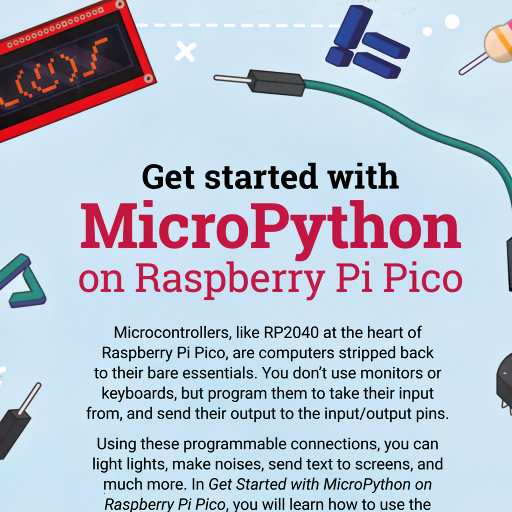 Get started with
MicroPython
on Raspberry Pi Pico
Microcontrollers, like RP2040 at the heart of
Raspberry Pi Pico, are computers stripped back
to their bare essentials. You don’t use monitors or
keyboards, but program them to take their input
from, and send their output to the input/output pins.
Using these programmable connections, you can
light lights, make noises, send text to screens, and
much more. In Get Started with MicroPython on
Raspberry Pi Pico, you will learn how to use the